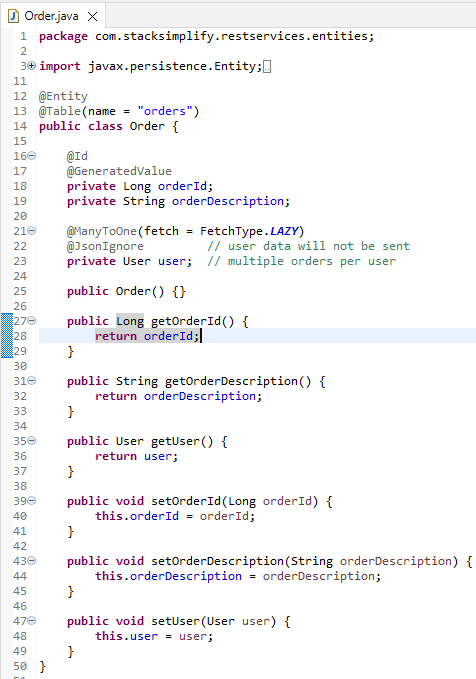 Order.java
1 package com.stacksimplify.restservices.entities;
2
3 import javax.persistence.Entity;
11
12 @Entity
13 @Table(name = "orders")
14 public class Order {
15
16 @Id
17 @GeneratedValue
18 private Long orderId;
19 private String orderDescription;
20
21 @ManyToOne(fetch = FetchType.LAZY)
22 @JsonIgnore // user data will not be sent
23 private User user; // multiple orders per user
24
25 public Order() {}
26
27 public Long getOrderId() {
28 return orderId;
29 }
30
31 public String getOrderDescription() {
32 return orderDescription;
33 }
34
35 public User getUser() {
36 return user;
37 }
38
39 public void setOrderId(Long orderId) {
40 this.orderId = orderId;
41 }
42
43 public void setOrderDescription(String orderDescription) {
44 this.orderDescription = orderDescription;
45 }
46
47 public void setUser(User user) {
48 this.user = user;
49 }
50 }